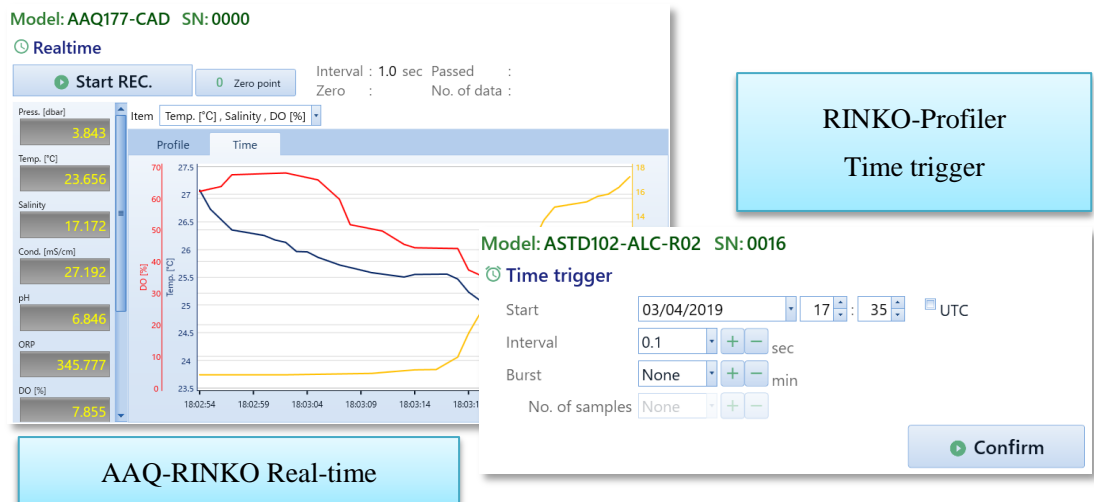 Model: AAQ177-CAD SN: 0000
Realtime
Start REC.
0 Zero point
Interval : 1.0 sec Passed :
Zero : No. of data :
Press. [dbar]
3.843
Temp. [°C]
23.656
Salinity
17.172
Cond. [mS/cm]
27.192
pH
6.846
ORP
345.777
DO [%]
7.855
Item Temp. [°C] , Salinity , DO [%]
Profile Time
70 27.5 18
60 27 16
26.5 14
50 26
40 25.5
30 25
20 24.5
10 24
0 23.5
DO [%]
Temp. [°C]
18:02:54 18:02:59 18:03:04 18:03:09 18:03:14
RINKO-Profiler
Time trigger
Model: ASTD102-ALC-R02 SN: 0016
Time trigger
Start 03/04/2019 17 : 35 UTC
Interval 0.1 + − sec
Burst None + − min
No. of samples None + −
Confirm
AAQ-RINKO Real-time